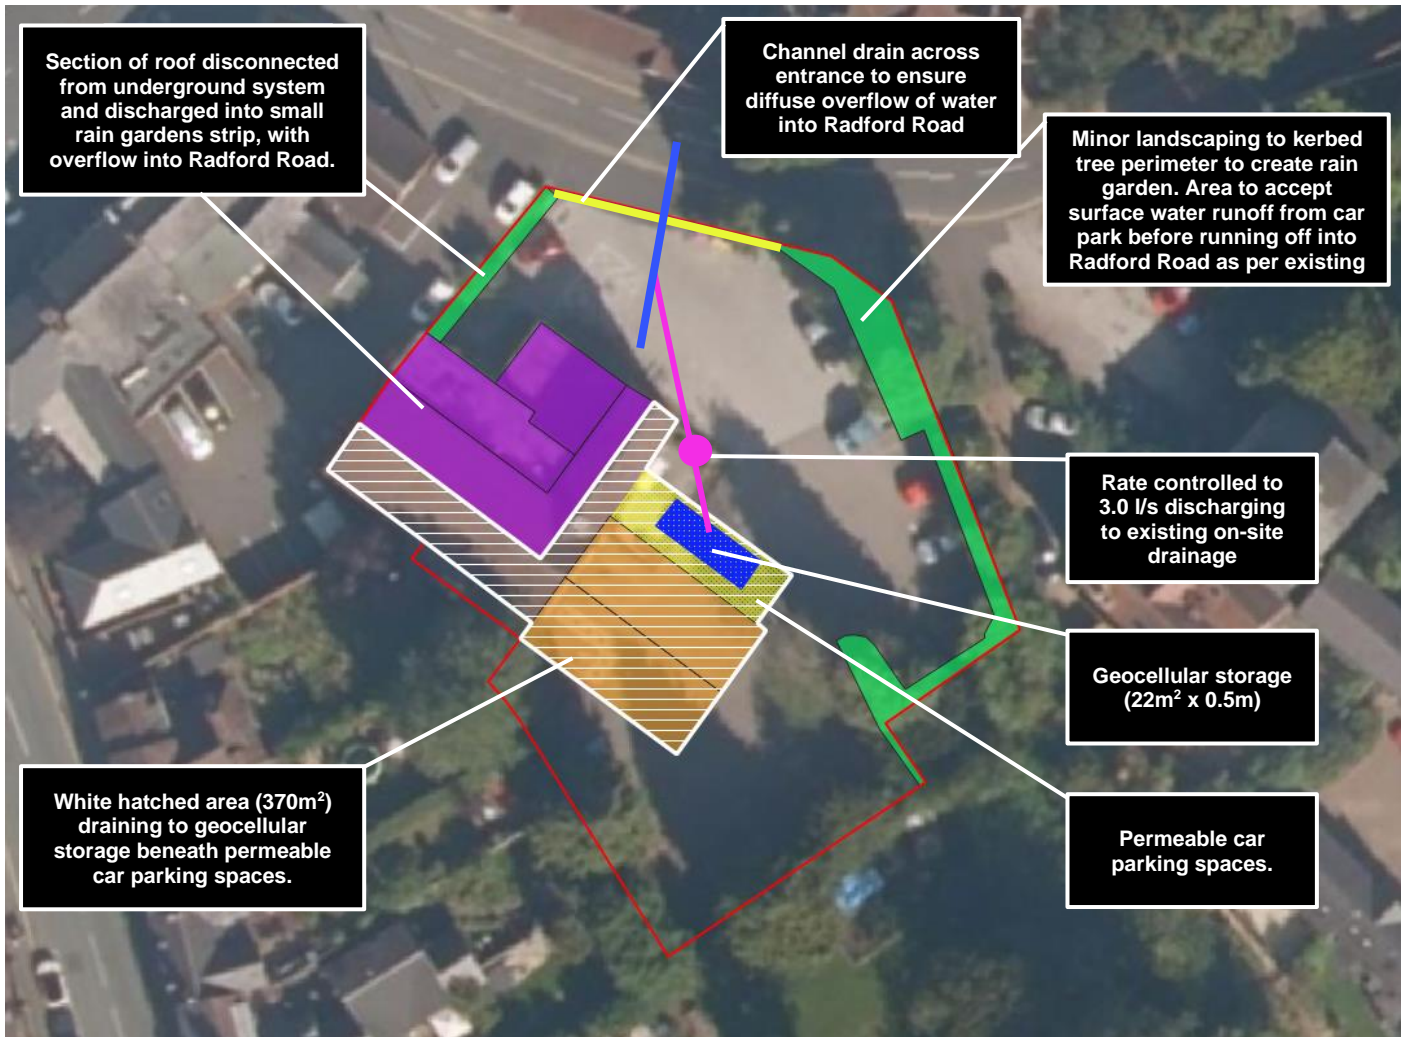 Section of roof disconnected
from underground system
and discharged into small
rain gardens strip, with
overflow into Radford Road.
Channel drain across
entrance to ensure
diffuse overflow of water
into Radford Road
Minor landscaping to kerbed
tree perimeter to create rain
garden. Area to accept
surface water runoff from car
park before running off into
Radford Road as per existing
Rate controlled to
3.0 l/s discharging
to existing on-site
drainage
Geocellular storage
(22m² x 0.5m)
White hatched area (370m²)
draining to geocellular
storage beneath permeable
car parking spaces.
Permeable car
parking spaces.